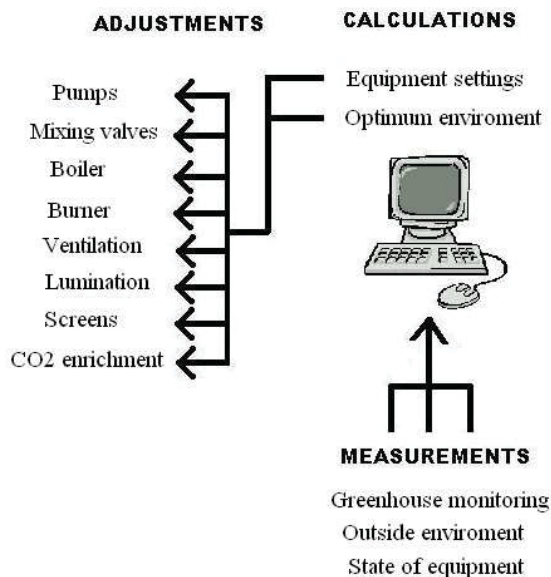 ADJUSTMENTS
Pumps
Mixing valves
Boiler
Burner
Ventilation
Lumination
Screens
CO2 enrichment
CALCULATIONS
Equipment settings
Optimum enviroment
MEASUREMENTS
Greenhouse monitoring
Outside enviroment
State of equipment